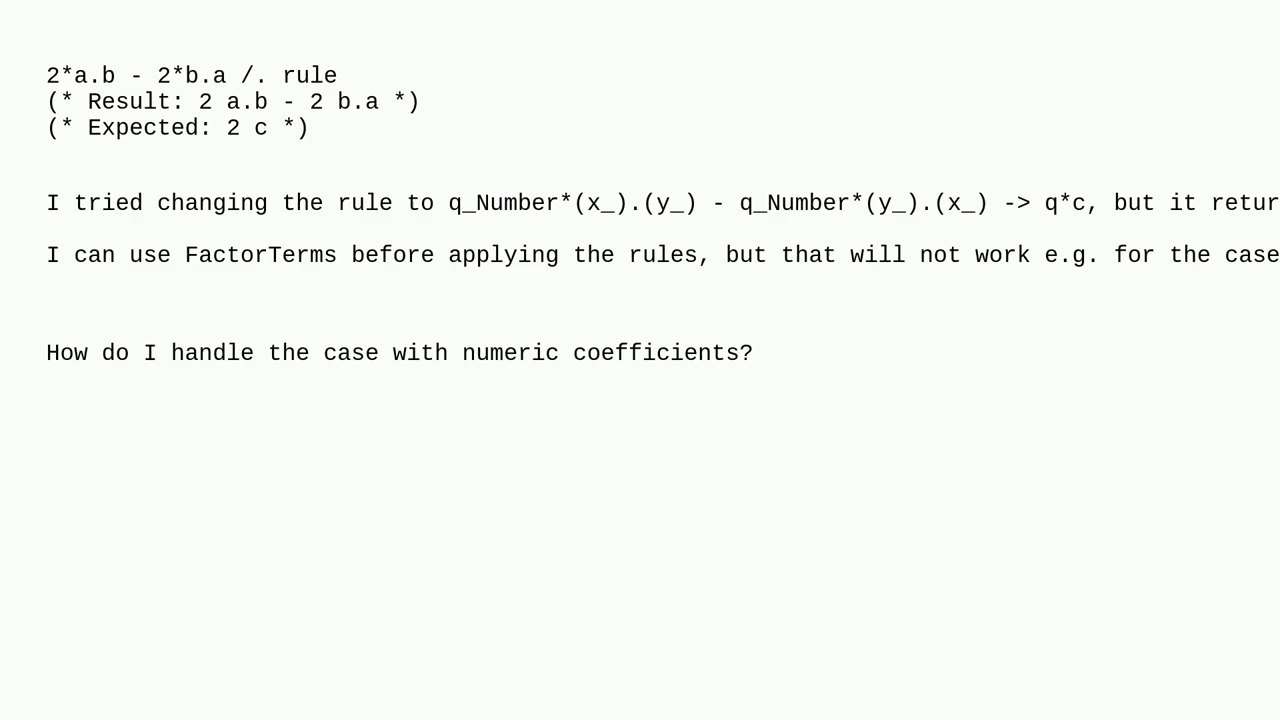 2*a.b - 2*b.a /. rule
(* Result: 2 a.b - 2 b.a *)
(* Expected: 2 c *)
I tried changing the rule to q_Number*(x_).(y_) - q_Number*(y_).(x_) -> q*c, but it retur
I can use FactorTerms before applying the rules, but that will not work e.g. for the case
How do I handle the case with numeric coefficients?